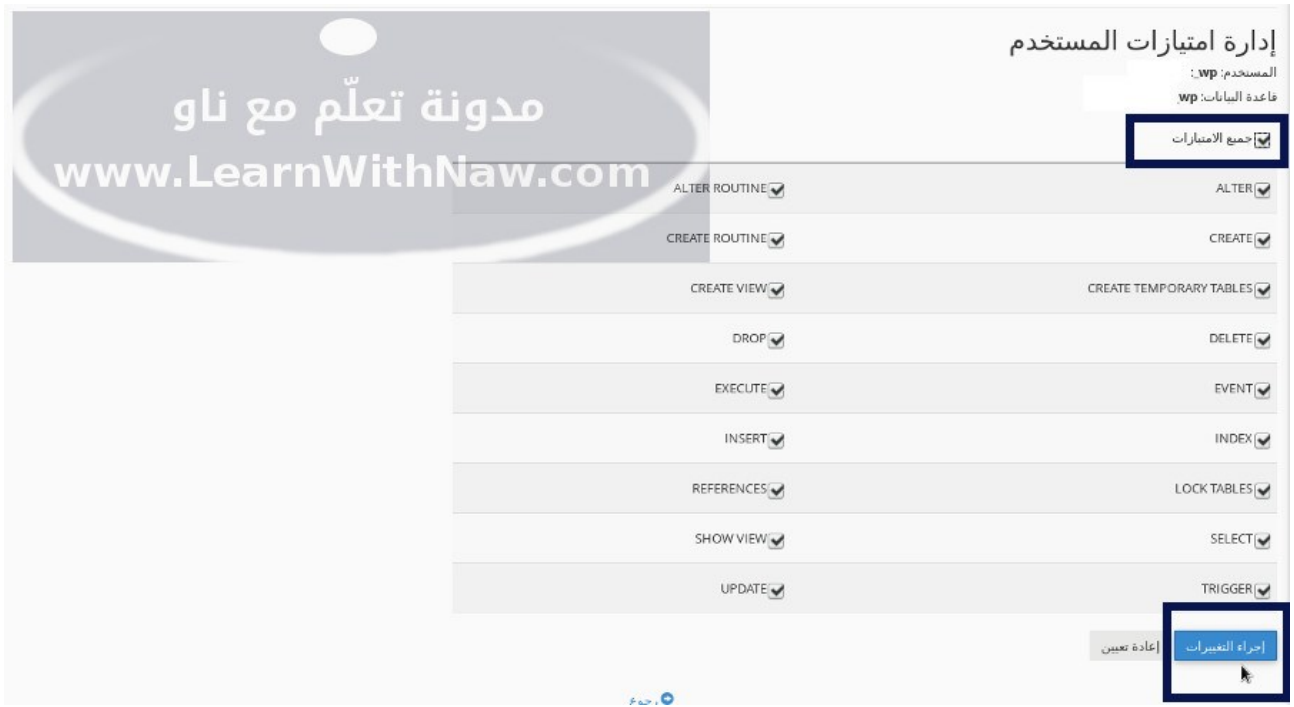 إدارة امتيازات المستخدم
المستخدم: wp_:
قاعدة البيانات: wp
جميع الامتيازات
مدونة تعلّم مع ناو
www.LearnWithNaw.com
ALTER ALTER ROUTINE
CREATE CREATE ROUTINE
CREATE TEMPORARY TABLES CREATE VIEW
DELETE DROP
EVENT EXECUTE
INDEX INSERT
LOCK TABLES REFERENCES
SELECT SHOW VIEW
TRIGGER UPDATE
إجراء التغييرات إعادة تعيين
رجوع